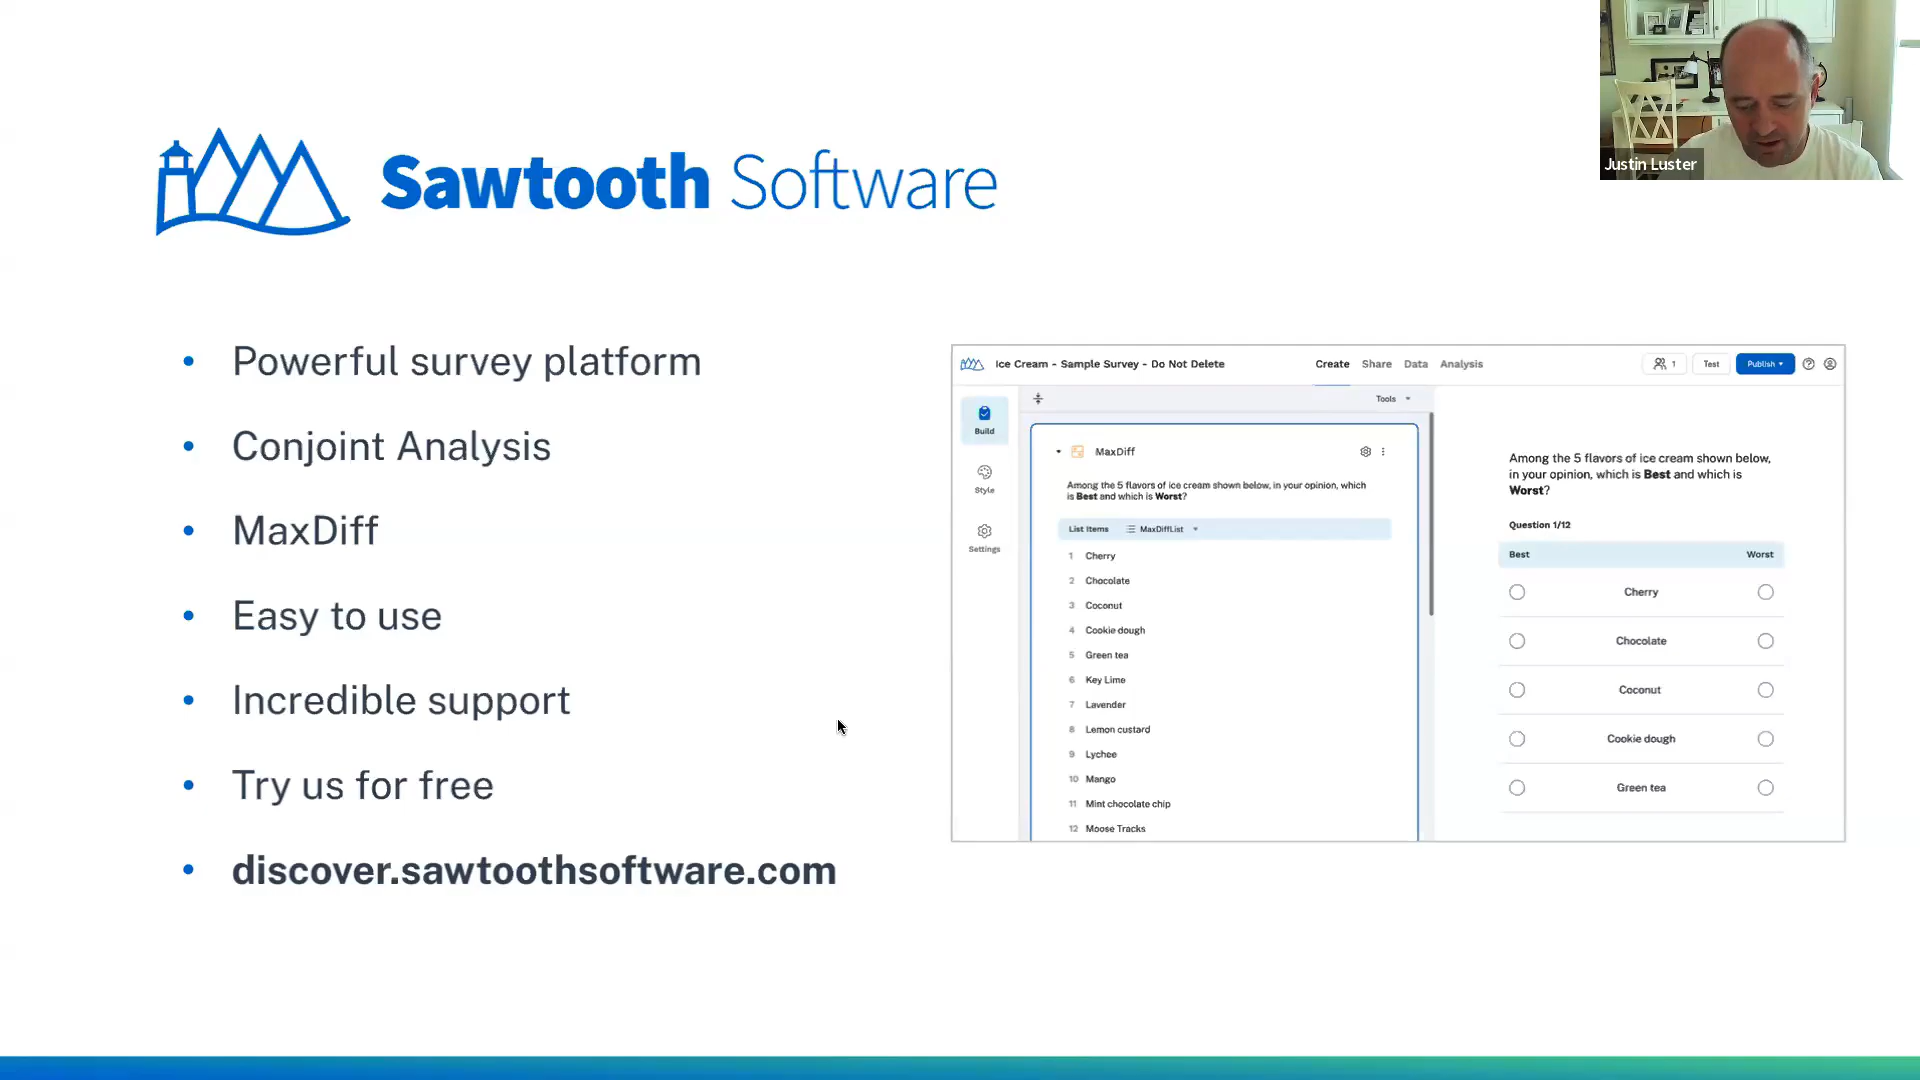 Sawtooth Software
Justin Luster
• Powerful survey platform
• Conjoint Analysis
• MaxDiff
• Easy to use
• Incredible support
• Try us for free
• discover.sawtoothsoftware.com
Ice Cream - Sample Survey - Do Not Delete
Create Share Data Analysis
1 Test Publish
Build
Style
Settings
Tools
MaxDiff
Among the 5 flavors of ice cream shown below, in your opinion, which
is Best and which is Worst?
List Items MaxDiffList
1 Cherry
2 Chocolate
3 Coconut
4 Cookie dough
5 Green tea
6 Key Lime
7 Lavender
8 Lemon custard
9 Lychee
10 Mango
11 Mint chocolate chip
12 Moose Tracks
Among the 5 flavors of ice cream shown below,
in your opinion, which is Best and which is
Worst?
Question 1/12
Best Worst
Cherry
Chocolate
Coconut
Cookie dough
Green tea